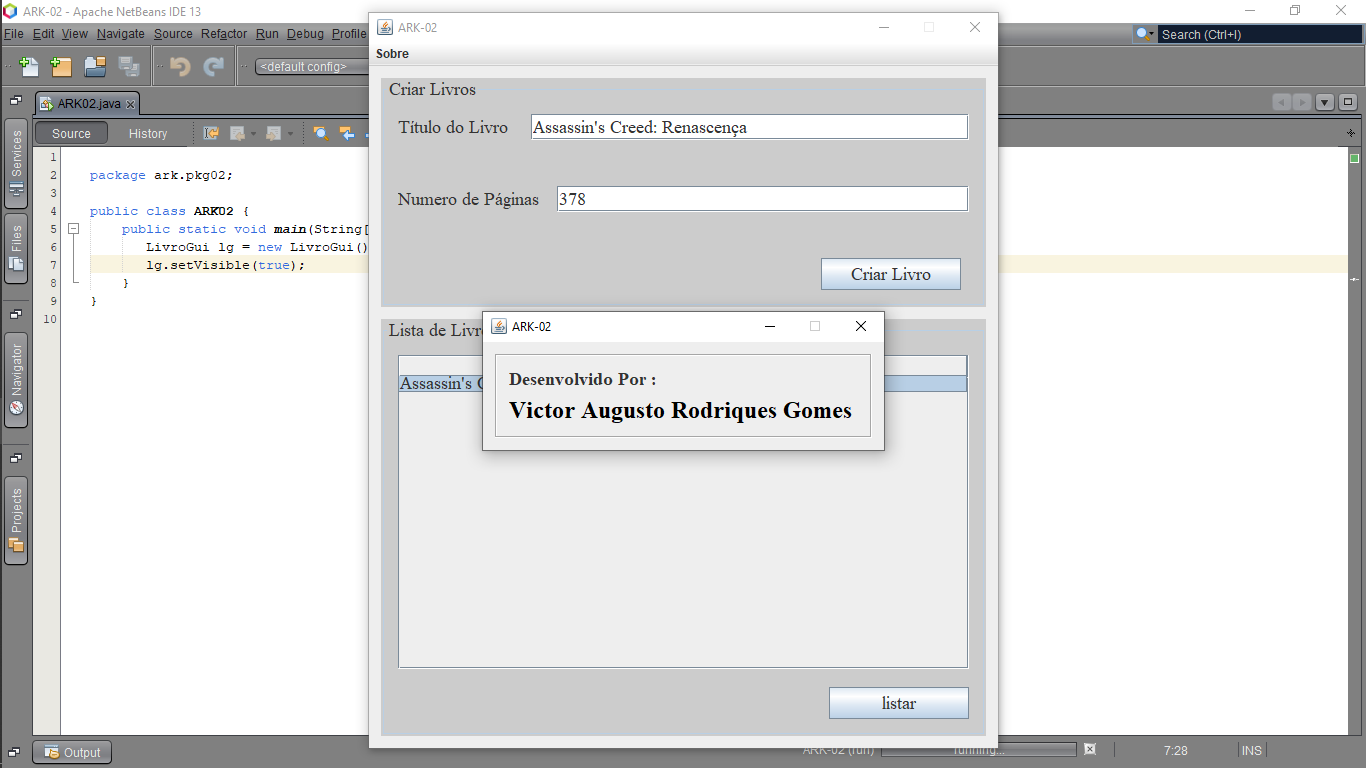 ARK-02 - Apache NetBeans IDE 13
File Edit View Navigate Source Refactor Run Debug Profile
Search (Ctrl+I)
<default config>
ARK02.java
Source History
Services
Files
Navigator
Projects
1
2 package ark.pkg02;
3
4 public class ARK02 {
5 public static void main(String[
6 LivroGui lg = new LivroGui()
7 lg.setVisible(true);
8 }
9 }
10
ARK-02
Sobre
Criar Livros
Título do Livro Assassin's Creed: Renascença
Numero de Páginas 378
Criar Livro
Lista de Livr
Assassin's C
ARK-02
Desenvolvido Por :
Victor Augusto Rodriques Gomes
listar
Output
ARK-02 (run) running...
7:28 INS